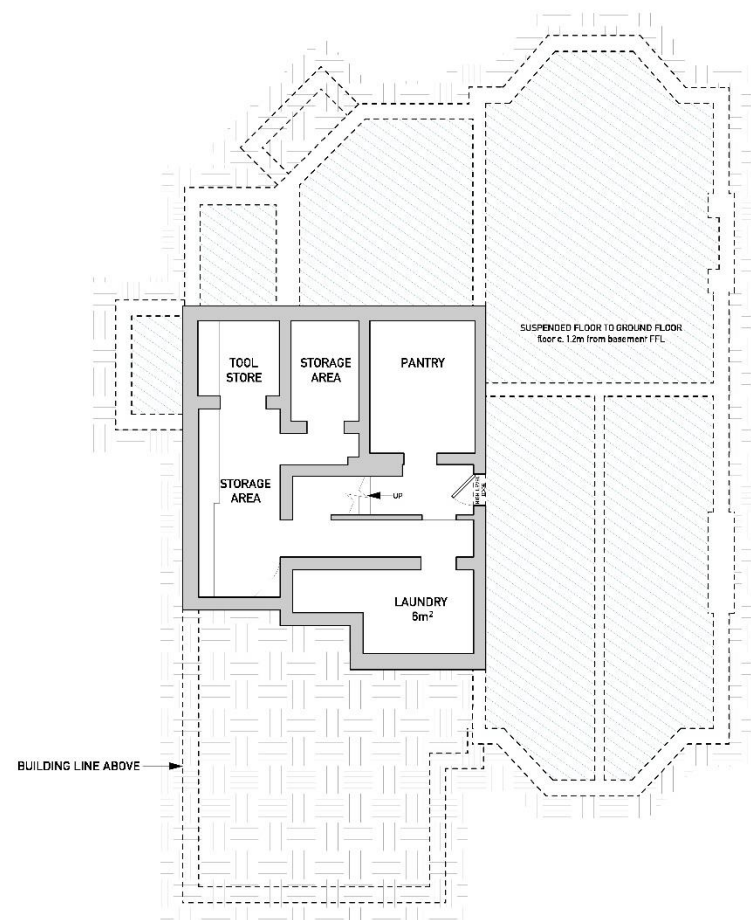 SUSPENDED FLOOR TO GROUND FLOOR
floor c. 1.2m from basement FFL
TOOL
STORE
STORAGE
AREA
PANTRY
STORAGE
AREA
UP
LAUNDRY
6m²
BUILDING LINE ABOVE